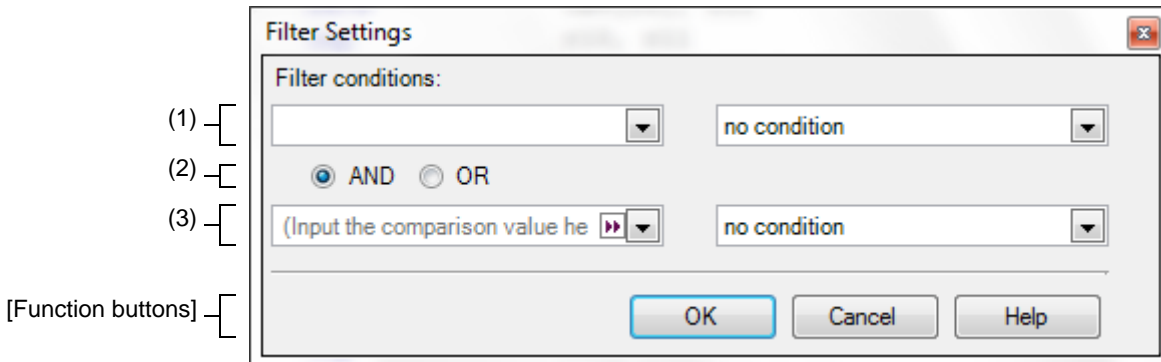 Filter Settings
Filter conditions:
(1)
no condition
(2)
AND OR
(3)
(Input the comparison value he
no condition
[Function buttons]
OK Cancel Help